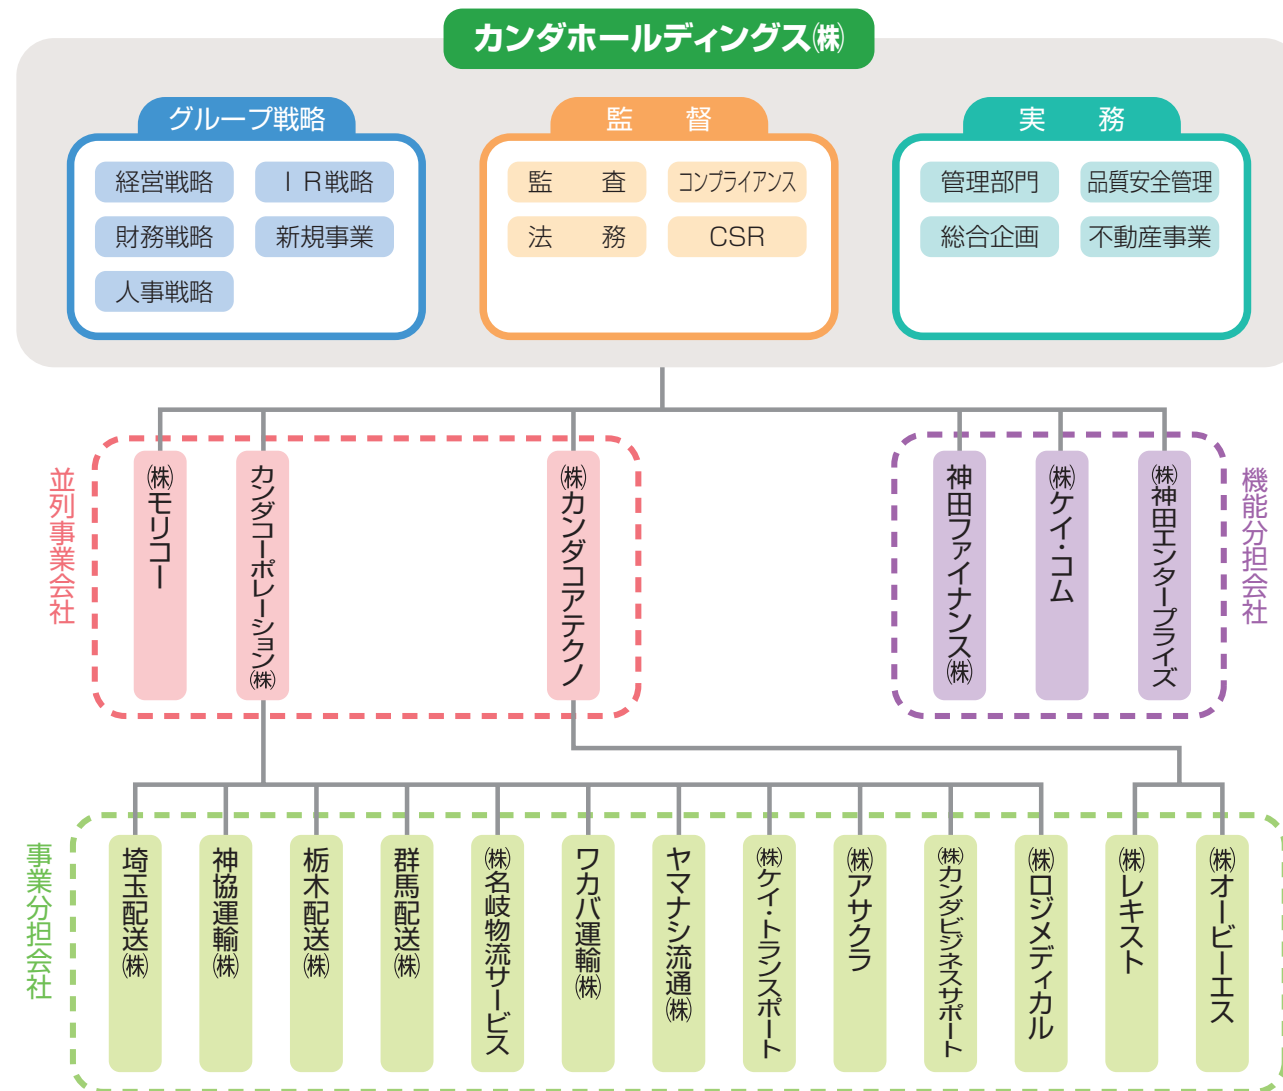 カンダホールディングス㈱
グループ戦略
経営戦略
ＩＲ戦略
財務戦略
新規事業
人事戦略
監　督
監　査
コンプライアンス
法　務
CSR
実　務
管理部門
品質安全管理
総合企画
不動産事業
並列事業会社
㈱モリコー
カンダコーポレーション㈱
㈱カンダコアテクノ
神田ファイナンス㈱
㈱ケイ・コム
㈱神田エンタープライズ
機能分担会社
事業分担会社
埼玉配送㈱
神協運輸㈱
栃木配送㈱
群馬配送㈱
㈱名岐物流サービス
ワカバ運輸㈱
ヤマナシ流通㈱
㈱ケイ・トランスポート
㈱アサクラ
㈱カンダビジネスサポート
㈱ロジメディカル
㈱レキスト
㈱オービーエス